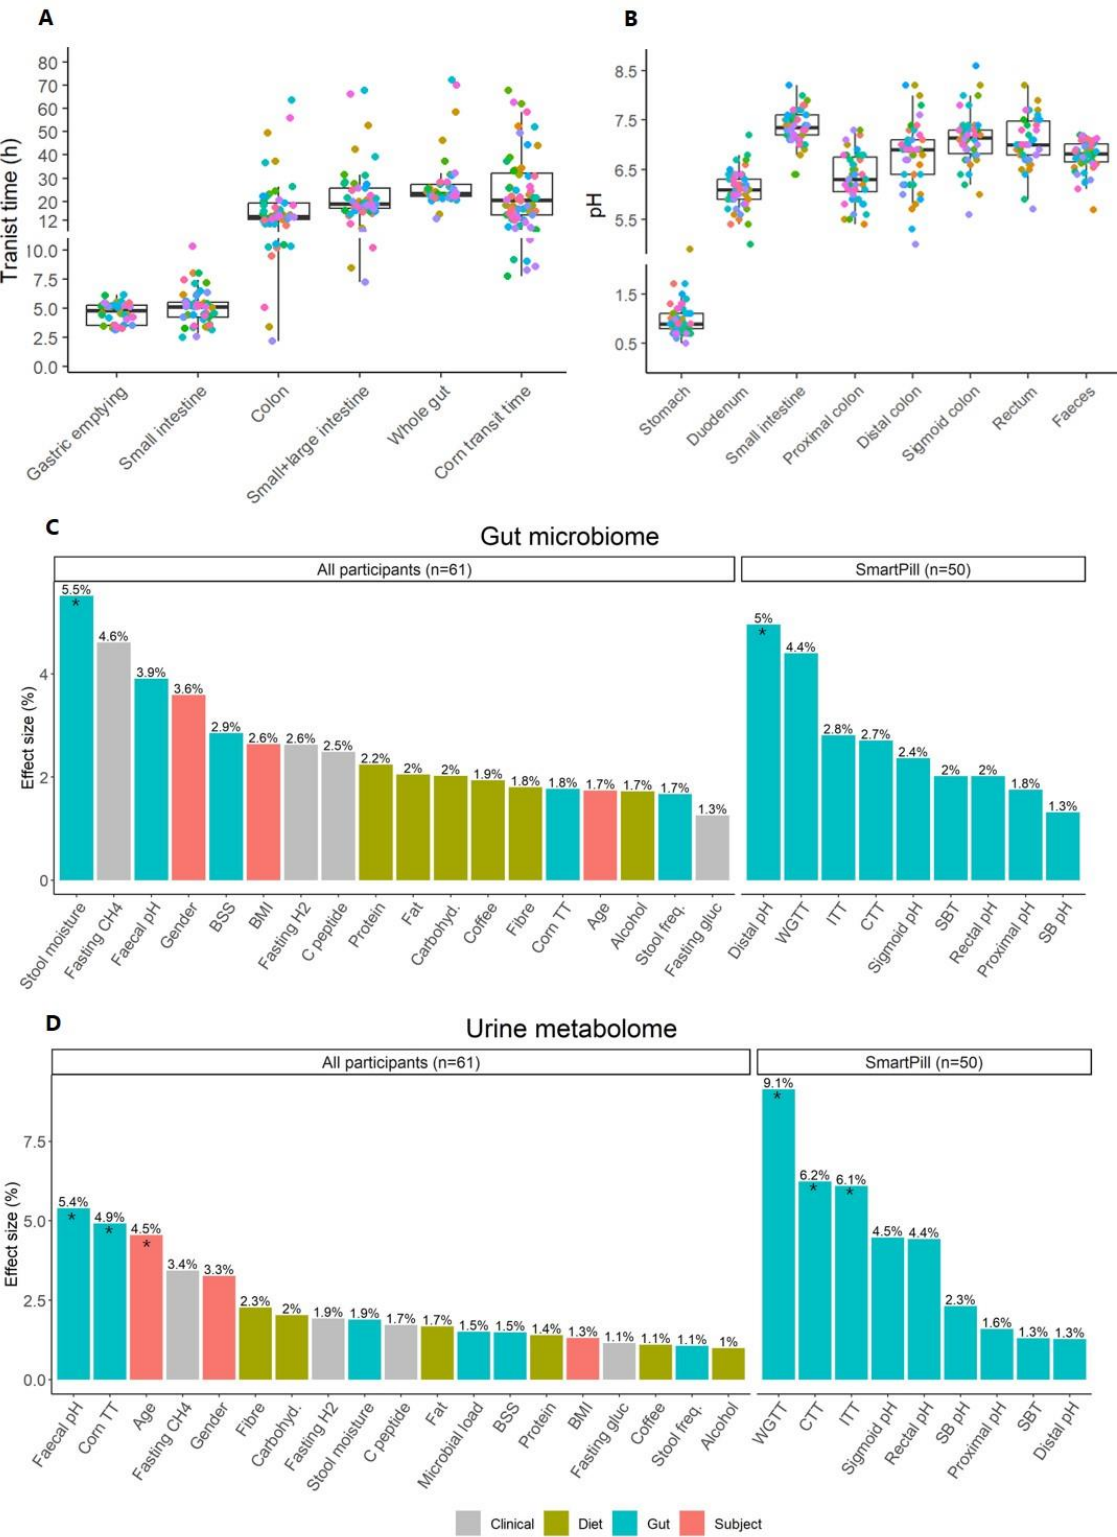 A
Tranist time (h)
80
70
60
50
40
30
20
12
10.0
7.5
5.0
2.5
0.0
Gastric emptying
Small intestine
Colon
Small+large intestine
Whole gut
Corn transit time
B
pH
8.5
7.5
6.5
5.5
1.5
0.5
Stomach
Duodenum
Small intestine
Proximal colon
Distal colon
Sigmoid colon
Rectum
Faeces
C
Gut microbiome
All participants (n=61)
SmartPill (n=50)
Effect size (%)
4
2
0
5.5%
*
4.6%
3.9%
3.6%
2.9%
2.6%
2.6%
2.5%
2.2%
2%
2%
1.9%
1.8%
1.8%
1.7%
1.7%
1.7%
1.3%
5%
*
4.4%
2.8%
2.7%
2.4%
2%
2%
1.8%
1.3%
Stool moisture
Fasting CH4
Faecal pH
Gender
BSS
BMI
Fasting H2
C peptide
Protein
Fat
Carbohyd.
Coffee
Fibre
Corn TT
Age
Alcohol
Stool freq.
Fasting gluc
Distal pH
WGTT
ITT
CTT
Sigmoid pH
SBT
Rectal pH
Proximal pH
SB pH
D
Urine metabolome
All participants (n=61)
SmartPill (n=50)
Effect size (%)
7.5
5.0
2.5
0.0
5.4%
*
4.9%
*
4.5%
*
3.4%
3.3%
2.3%
2%
1.9%
1.9%
1.7%
1.7%
1.5%
1.5%
1.4%
1.3%
1.1%
1.1%
1.1%
1%
9.1%
*
6.2%
*
6.1%
*
4.5%
4.4%
2.3%
1.6%
1.3%
1.3%
Faecal pH
Corn TT
Age
Fasting CH4
Gender
Fibre
Carbohyd.
Fasting H2
Stool moisture
C peptide
Fat
Microbial load
BSS
Protein
BMI
Fasting gluc
Coffee
Stool freq.
Alcohol
WGTT
CTT
ITT
Sigmoid pH
Rectal pH
SB pH
Proximal pH
SBT
Distal pH
Clinical
Diet
Gut
Subject